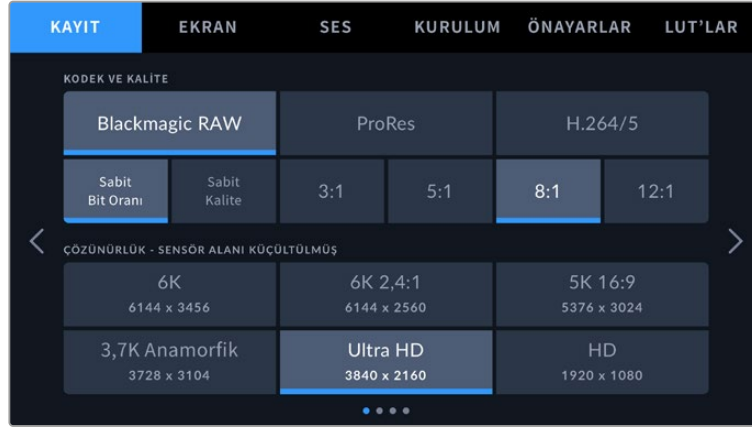 KAYIT EKRAN SES KURULUM ÖNAYARLAR LUT’LAR
KODEK VE KALİTE
Blackmagic RAW ProRes H.264/5
Sabit Bit Oranı Sabit Kalite 3:1 5:1 8:1 12:1
ÇÖZÜNÜRLÜK - SENSÖR ALANI KÜÇÜLTÜLMÜŞ
6K 6K 2,4:1 5K 16:9
6144 x 3456 6144 x 2560 5376 x 3024
3,7K Anamorfik Ultra HD HD
3728 x 3104 3840 x 2160 1920 x 1080